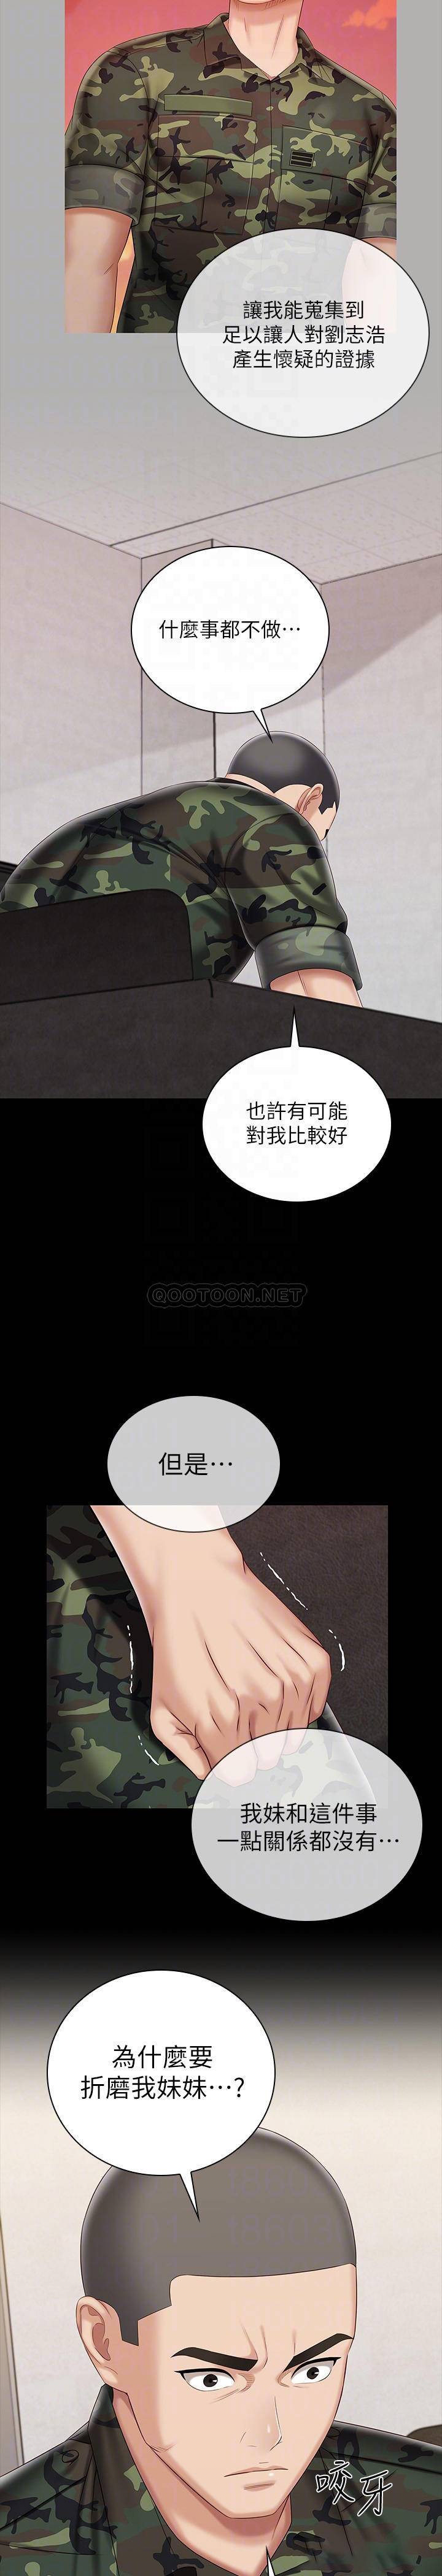 讓我能蒐集到
足以讓人對劉志浩
產生懷疑的證據
什麼事都不做…
也許有可能
對我比較好
QOOTOON.NET
但是…
我妹和這件事
一點關係都沒有…
為什麼要
折磨我妹妹…?
咬牙